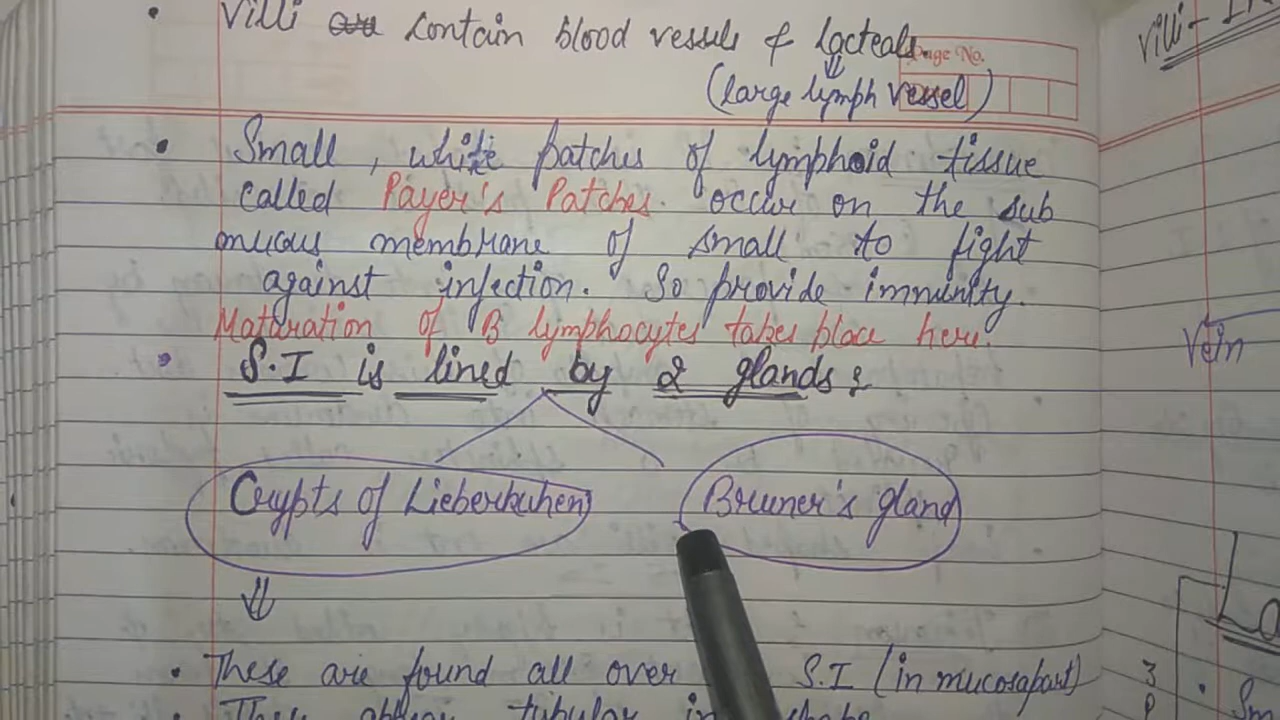 • Villi contain blood vessels & lacteals.
Page No.
(large lymph vessel)
• Small, white patches of lymphoid tissue
called Payer's Patches. occur on the sub
mucous membrane of small to fight
against infection. So provide immunity.
Maturation of B lymphocytes takes place here.
• S.I is lined by 2 glands :
Crypts of Lieberkuhen
Bruner's gland
• These are found all over S.I (in mucosapart)
tubular in
Villi -
Vein